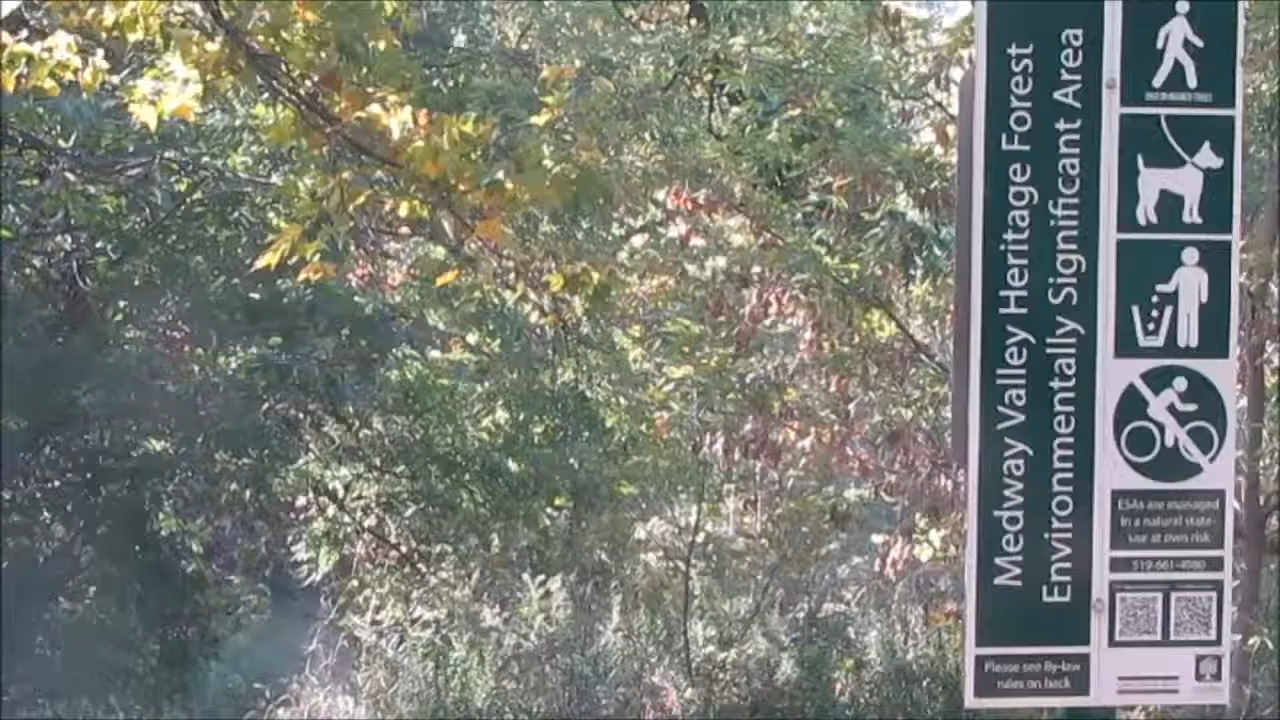 Medway Valley Heritage Forest
Environmentally Significant Area
ESAs are managed
in a natural state-
use at own risk
519-661-4980
Please see By-law
rules on back